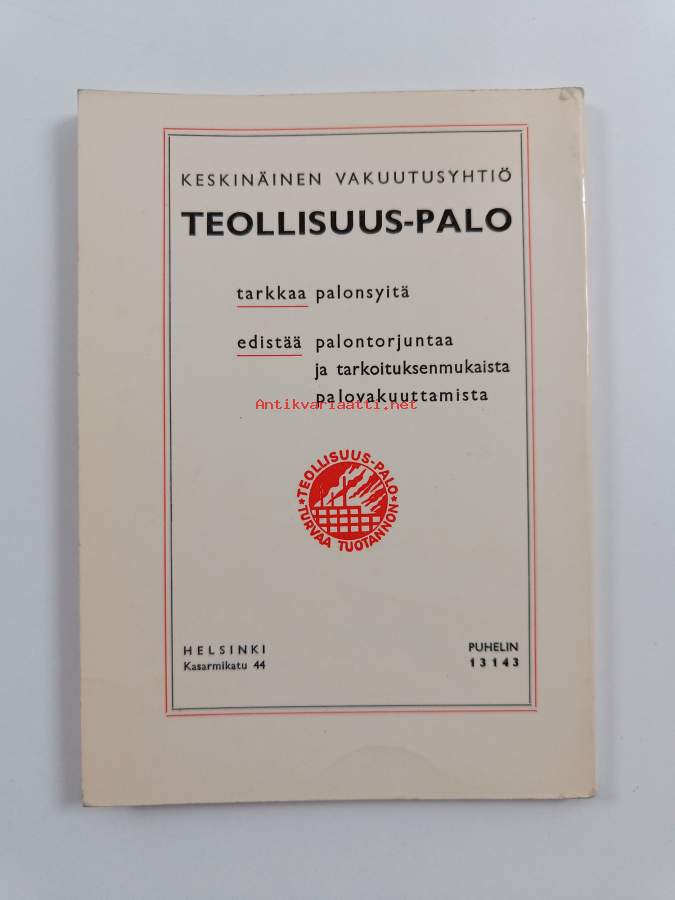 KESKINÄINEN VAKUUTUSYHTIÖ
TEOLLISUUS-PALO
tarkkaa palonsyitä
edistää palontorjuntaa
ja tarkoituksenmukaista
palovakuuttamista
Antikvariaatti.net
★ TEOLLISUUS-PALO ★
TURVAA TUOTANNON
HELSINKI
Kasarmikatu 44
PUHELIN
13143